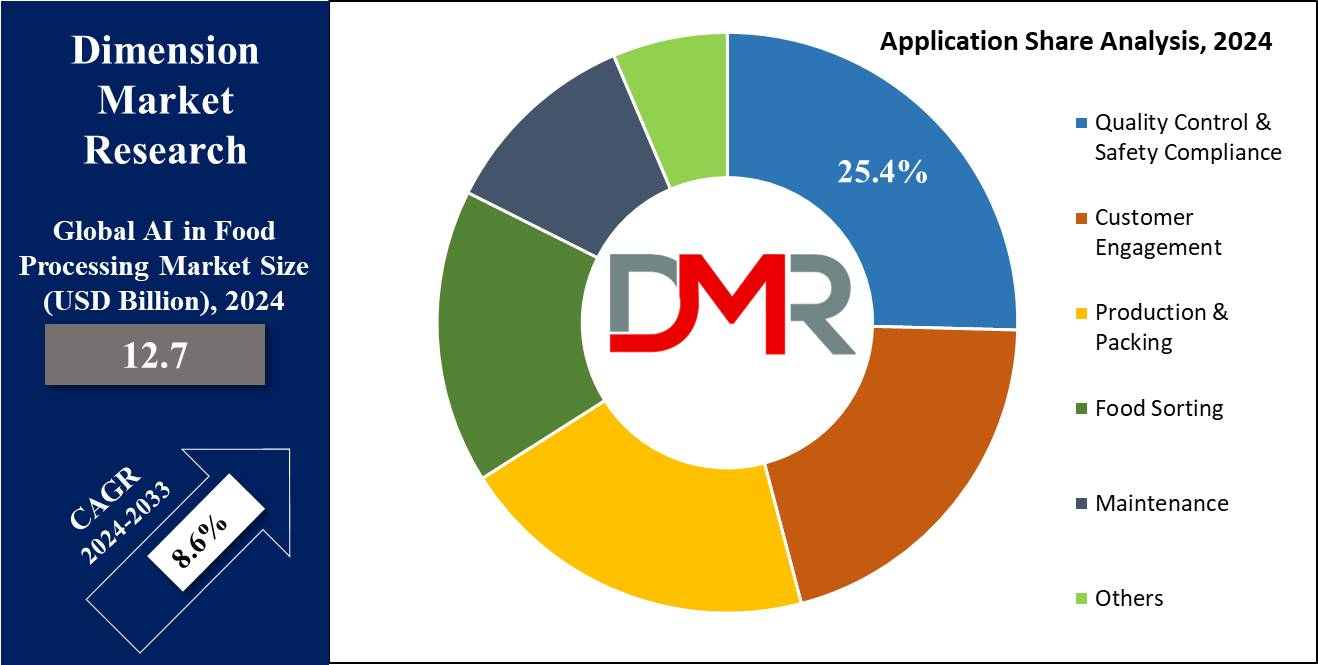 Dimension
Market
Research
Global AI in Food
Processing Market Size
(USD Billion), 2024
12.7
CAGR
2024-2033
8.6%
Application Share Analysis, 2024
25.4%
DMR
Quality Control &
Safety Compliance
Customer
Engagement
Production &
Packing
Food Sorting
Maintenance
Others